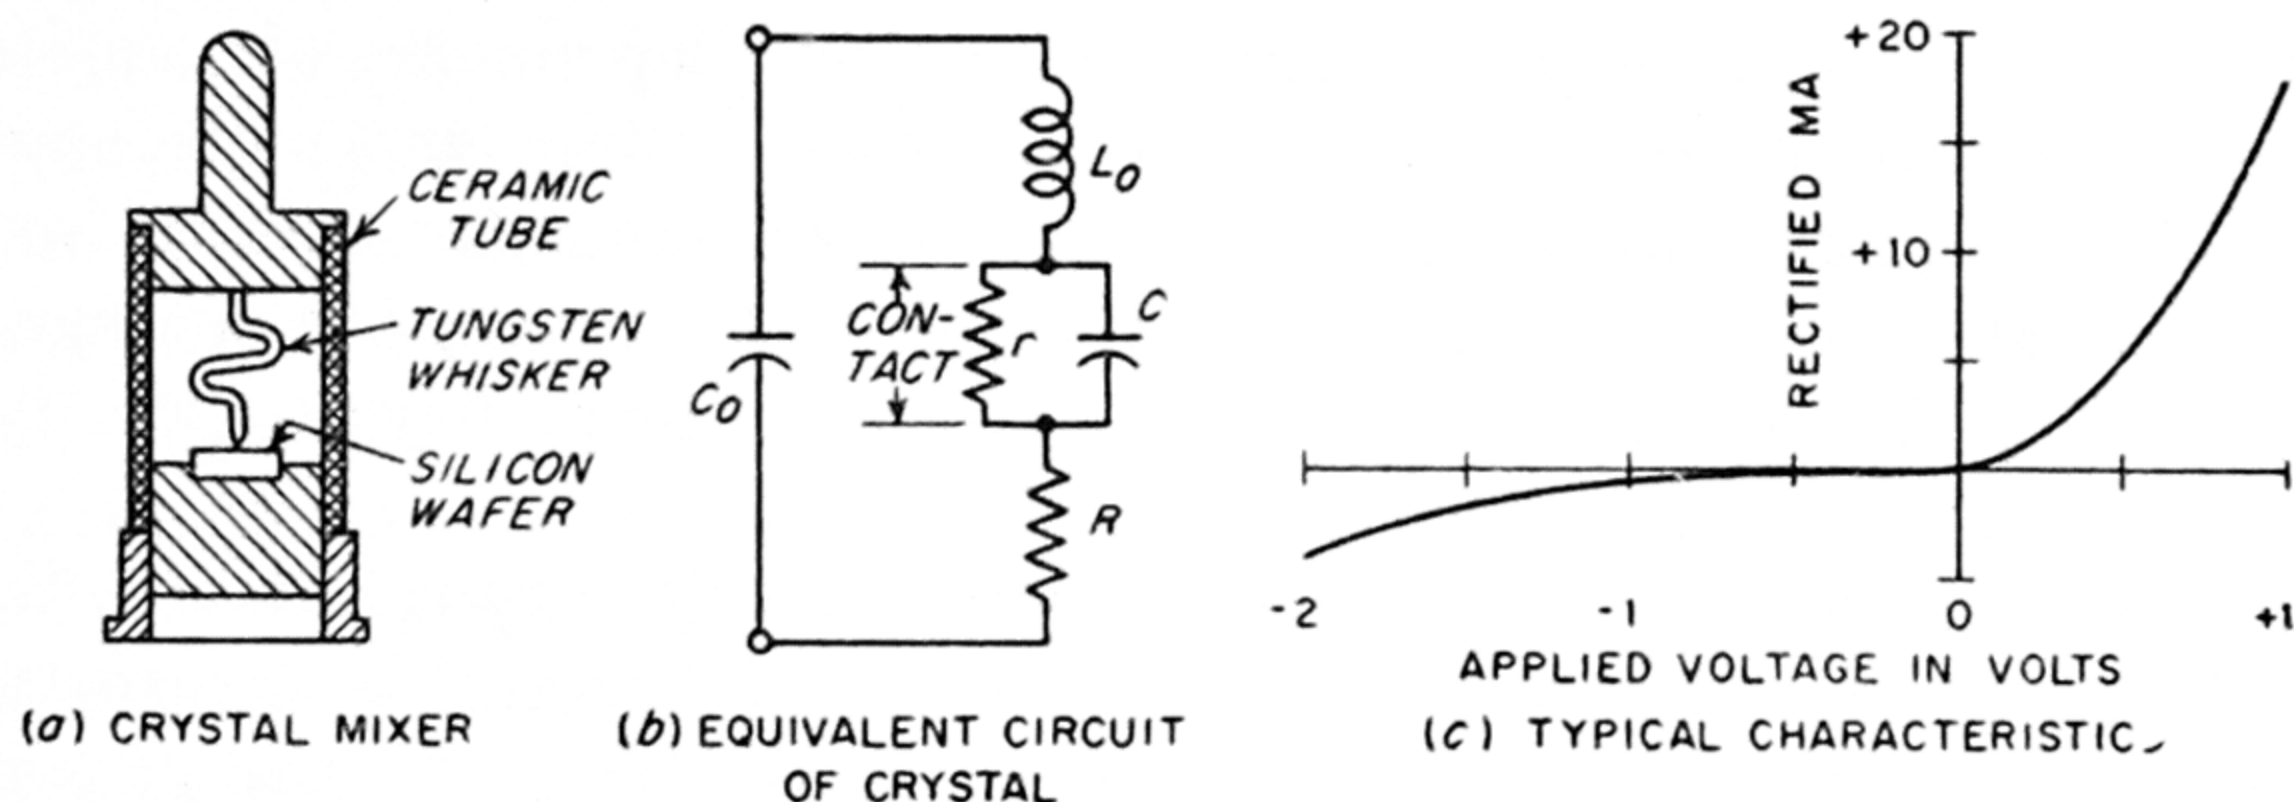 CERAMIC
TUBE
TUNGSTEN
WHISKER
SILICON
WAFER
(a) CRYSTAL MIXER
L0
CON-
TACT
r
C
C0
R
(b) EQUIVALENT CIRCUIT
OF CRYSTAL
+20
+10
RECTIFIED MA
-2
-1
0
+1
APPLIED VOLTAGE IN VOLTS
(c) TYPICAL CHARACTERISTIC